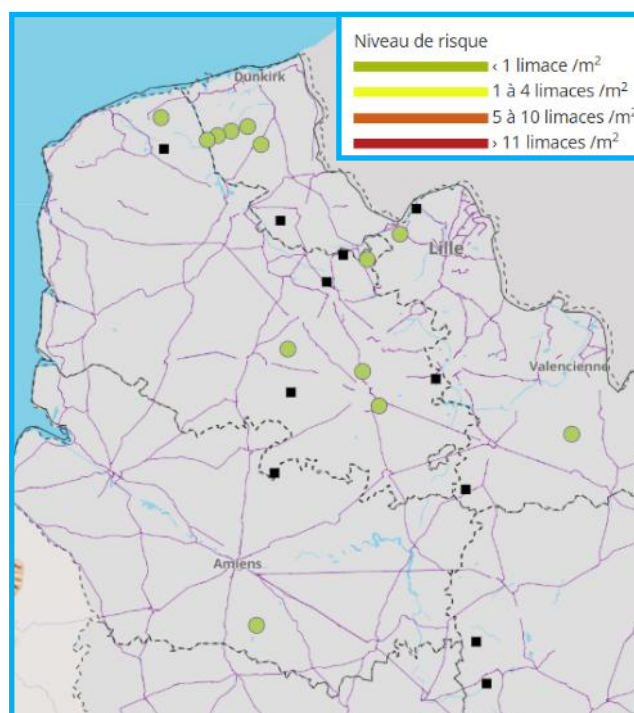 Niveau de risque
‹ 1 limace /m²
1 à 4 limaces /m²
5 à 10 limaces /m²
› 11 limaces /m²
Dunkirk
Lille
Valencienne
Amiens